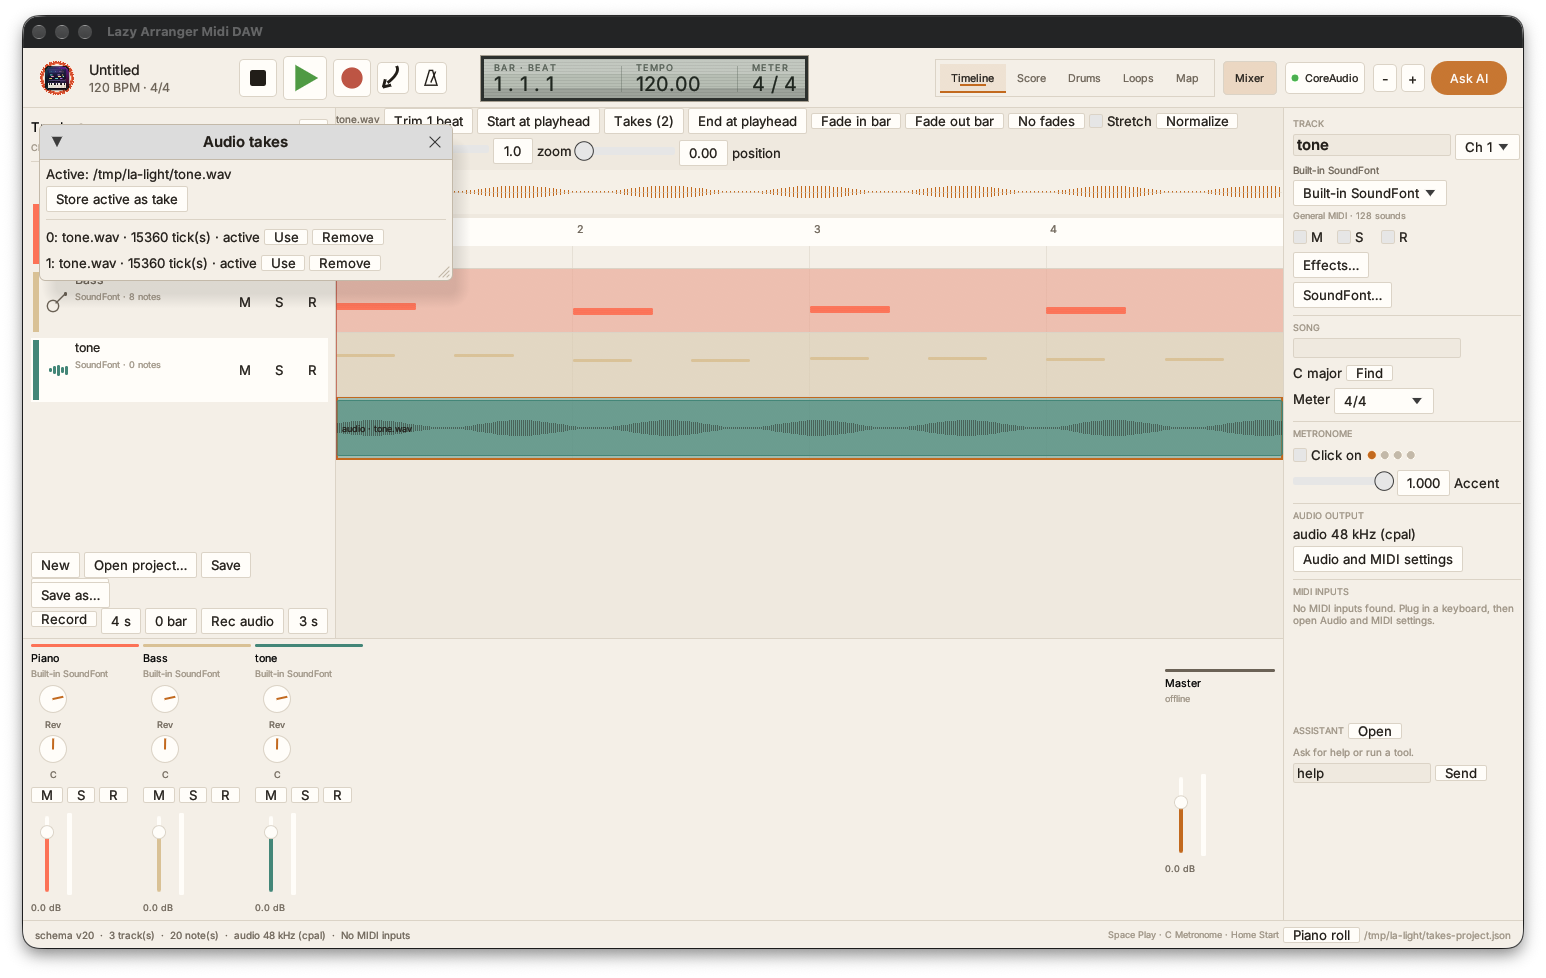 Lazy Arranger Midi DAW
Untitled
120 BPM · 4/4
BAR · BEAT
1 . 1 . 1
TEMPO
120.00
METER
4 / 4
Timeline
Score
Drums
Loops
Map
Mixer
CoreAudio
-
+
Ask AI
tone.wav
Trim 1 beat
Start at playhead
Takes (2)
End at playhead
Fade in bar
Fade out bar
No fades
Stretch
Normalize
1.0
zoom
0.00
position
Audio takes
Active: /tmp/la-light/tone.wav
Store active as take
0: tone.wav · 15360 tick(s) · active
Use
Remove
1: tone.wav · 15360 tick(s) · active
Use
Remove
2
3
4
Bass
SoundFont · 8 notes
M
S
R
tone
SoundFont · 0 notes
M
S
R
audio · tone.wav
New
Open project...
Save
Save as...
Record
4 s
0 bar
Rec audio
3 s
TRACK
tone
Ch 1
Built-in SoundFont
Built-in SoundFont
General MIDI · 128 sounds
M
S
R
Effects...
SoundFont...
SONG
C major
Find
Meter
4/4
METRONOME
Click on
1.000
Accent
AUDIO OUTPUT
audio 48 kHz (cpal)
Audio and MIDI settings
MIDI INPUTS
No MIDI inputs found. Plug in a keyboard, then
open Audio and MIDI settings.
ASSISTANT
Open
Ask for help or run a tool.
help
Send
Piano
Built-in SoundFont
Rev
C
M
S
R
0.0 dB
Bass
Built-in SoundFont
Rev
C
M
S
R
0.0 dB
tone
Built-in SoundFont
Rev
C
M
S
R
0.0 dB
Master
offline
0.0 dB
schema v20 · 3 track(s) · 20 note(s) · audio 48 kHz (cpal) · No MIDI inputs
Space Play · C Metronome · Home Start
Piano roll
/tmp/la-light/takes-project.json